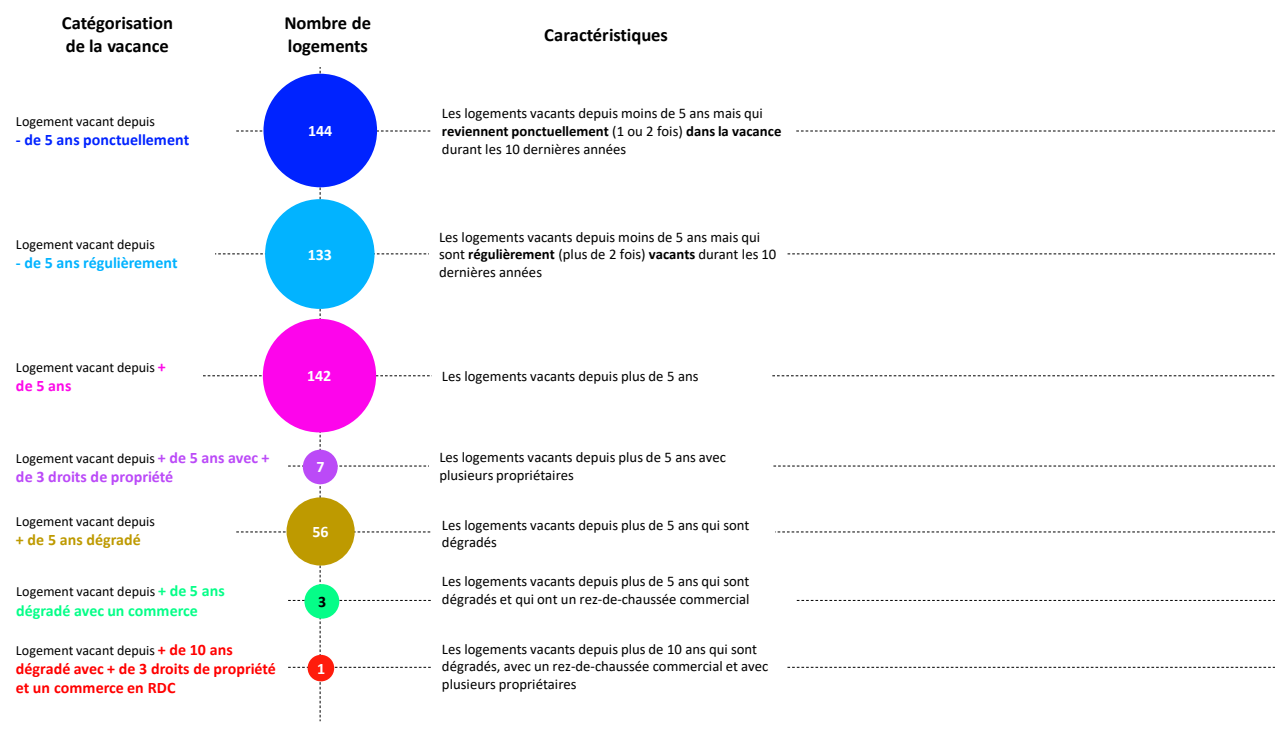 Catégorisation
de la vacance
Nombre de
logements
Caractéristiques
Logement vacant depuis
- de 5 ans ponctuellement
144
Les logements vacants depuis moins de 5 ans mais qui
reviennent ponctuellement (1 ou 2 fois) dans la vacance
durant les 10 dernières années
Logement vacant depuis
- de 5 ans régulièrement
133
Les logements vacants depuis moins de 5 ans mais qui
sont régulièrement (plus de 2 fois) vacants durant les 10
dernières années
Logement vacant depuis +
de 5 ans
142
Les logements vacants depuis plus de 5 ans
Logement vacant depuis + de 5 ans avec +
de 3 droits de propriété
7
Les logements vacants depuis plus de 5 ans avec
plusieurs propriétaires
Logement vacant depuis
+ de 5 ans dégradé
56
Les logements vacants depuis plus de 5 ans qui sont
dégradés
Logement vacant depuis + de 5 ans
dégradé avec un commerce
3
Les logements vacants depuis plus de 5 ans qui sont
dégradés et qui ont un rez-de-chaussée commercial
Logement vacant depuis + de 10 ans
dégradé avec + de 3 droits de propriété
et un commerce en RDC
1
Les logements vacants depuis plus de 10 ans qui sont
dégradés, avec un rez-de-chaussée commercial et avec
plusieurs propriétaires